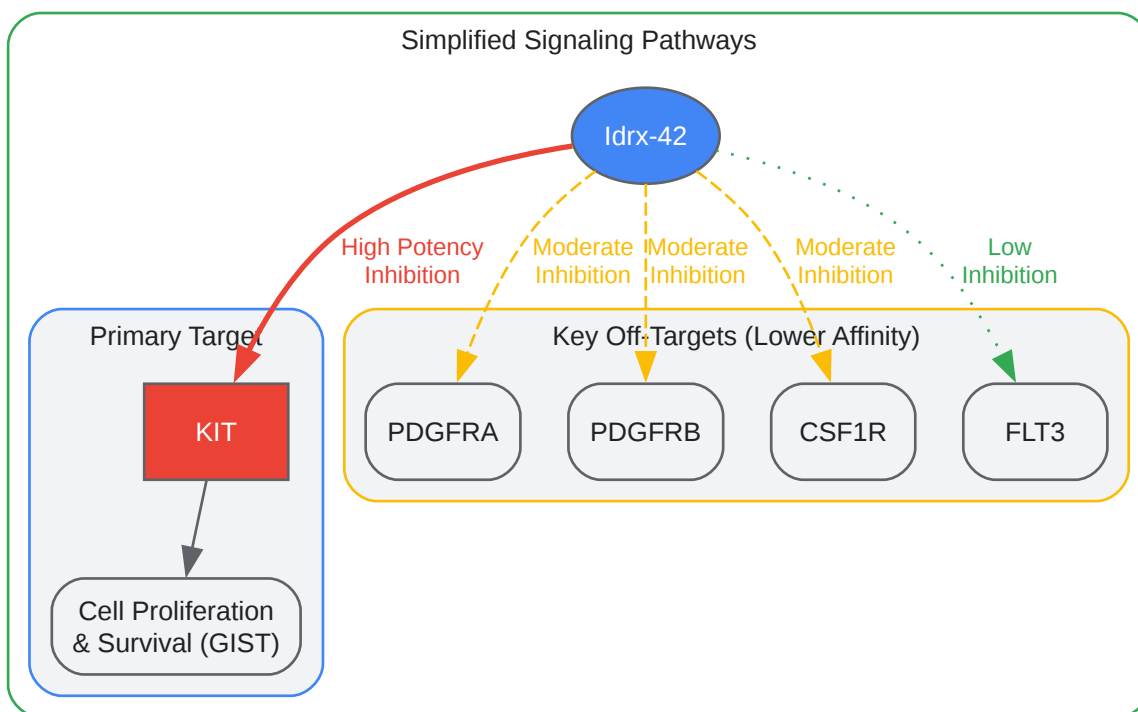 Simplified Signaling Pathways
Idrx-42
High Potency
Inhibition
Moderate
Inhibition
Moderate
Inhibition
Moderate
Inhibition
Low
Inhibition
Primary Target
Key Off-Targets (Lower Affinity)
KIT
PDGFRA
PDGFRB
CSF1R
FLT3
Cell Proliferation
& Survival (GIST)